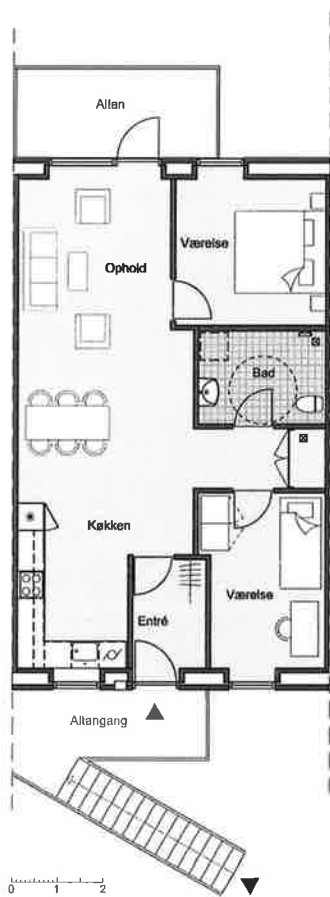 Altan
Værelse
Ophold
Bad
Køkken
Værelse
Entré
Altangang
0 1 2